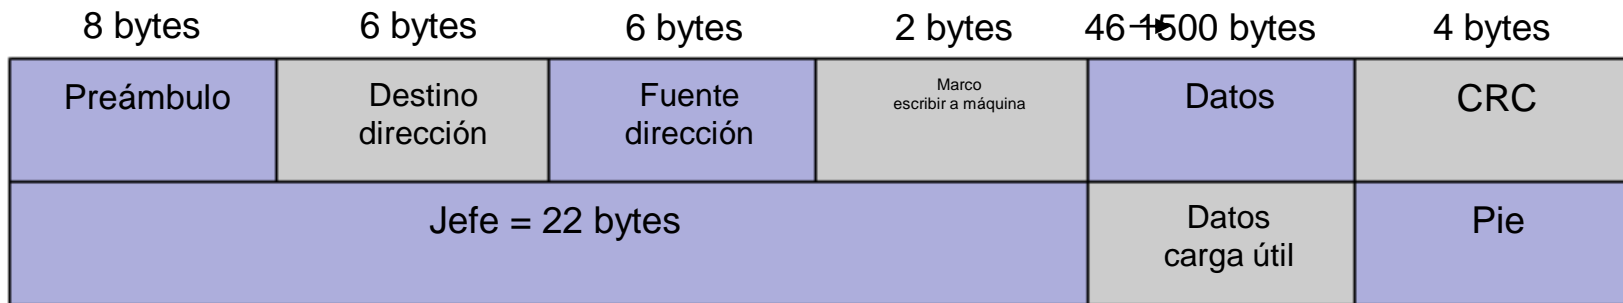 8 bytes 6 bytes 6 bytes 2 bytes 46→1500 bytes 4 bytes
Preámbulo
Destino
dirección
Fuente
dirección
Marco
escribir a máquina
Datos
CRC
Jefe = 22 bytes
Datos
carga útil
Pie